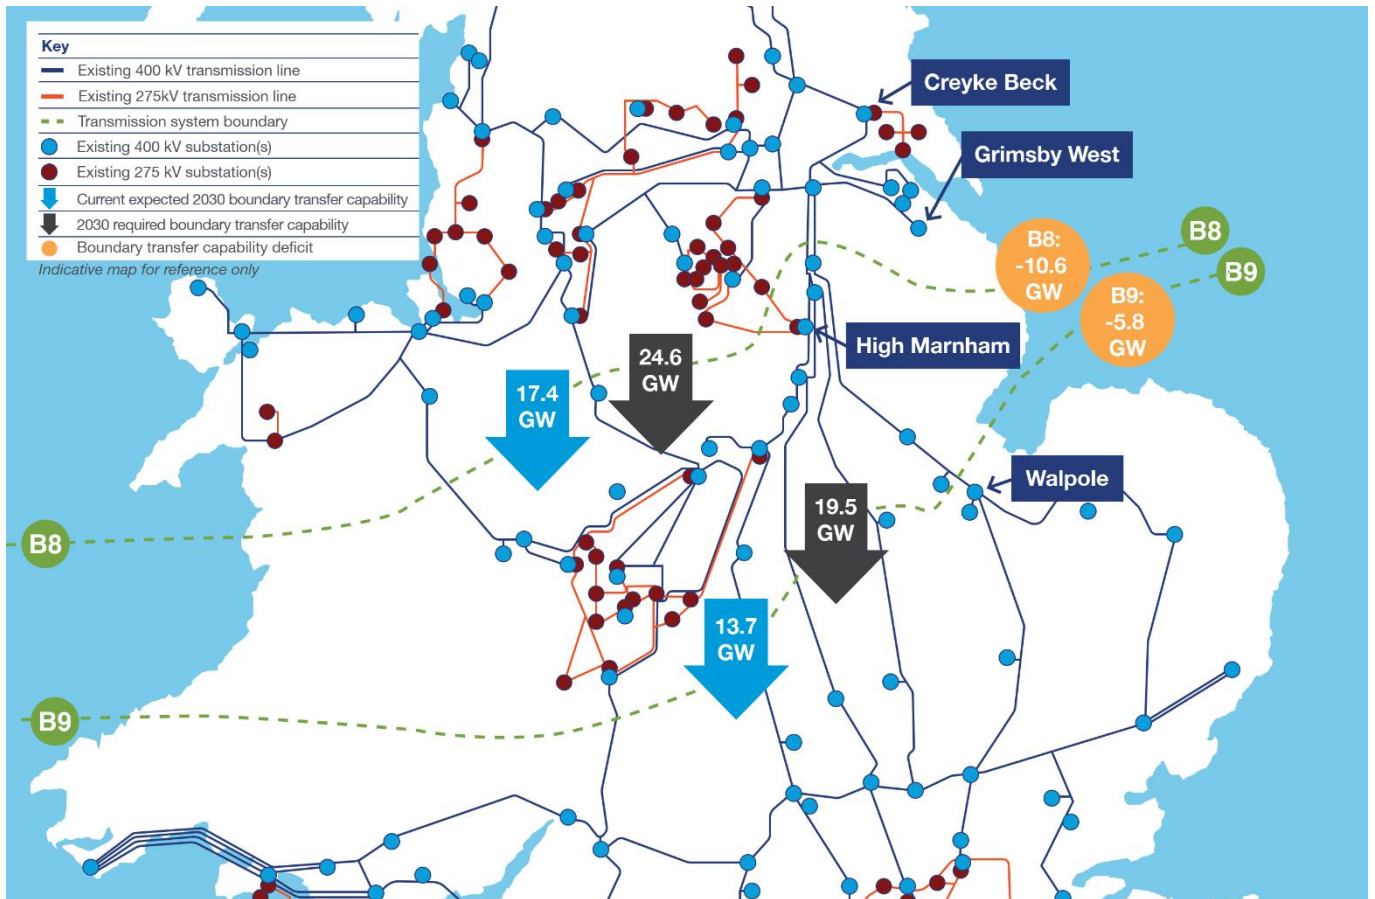 Key
Existing 400 kV transmission line
Existing 275kV transmission line
Transmission system boundary
Existing 400 kV substation(s)
Existing 275 kV substation(s)
Current expected 2030 boundary transfer capability
2030 required boundary transfer capability
Boundary transfer capability deficit
Indicative map for reference only
Creyke Beck
Grimsby West
B8
B8:
-10.6
GW
B9
B9:
-5.8
GW
High Marnham
24.6
GW
17.4
GW
Walpole
19.5
GW
B8
13.7
GW
B9